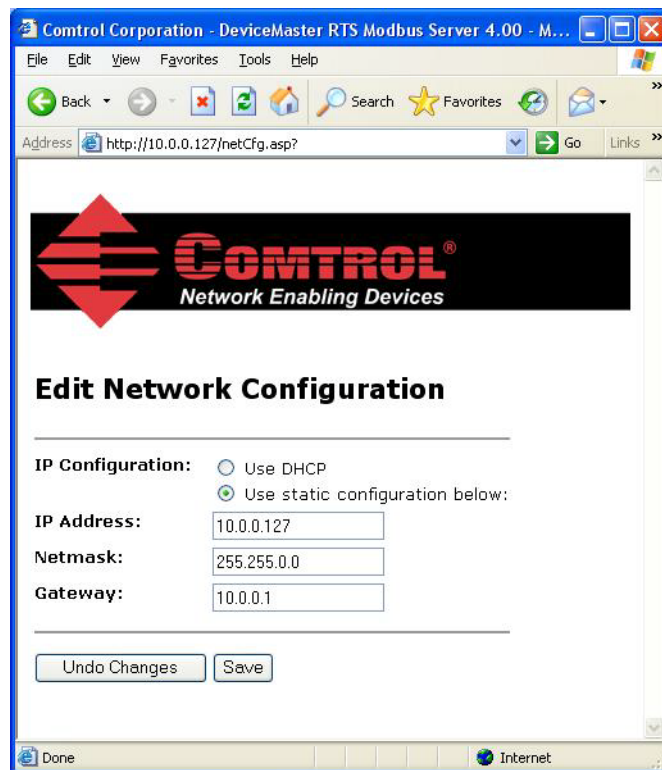 Comtrol Corporation - DeviceMaster RTS Modbus Server 4.00 - M...
File Edit View Favorites Tools Help
Back Search Favorites »
Address http://10.0.0.127/netCfg.asp? Go Links »
COMTROL®
Network Enabling Devices
Edit Network Configuration
IP Configuration: Use DHCP
Use static configuration below:
IP Address: 10.0.0.127
Netmask: 255.255.0.0
Gateway: 10.0.0.1
Undo Changes Save
Done Internet